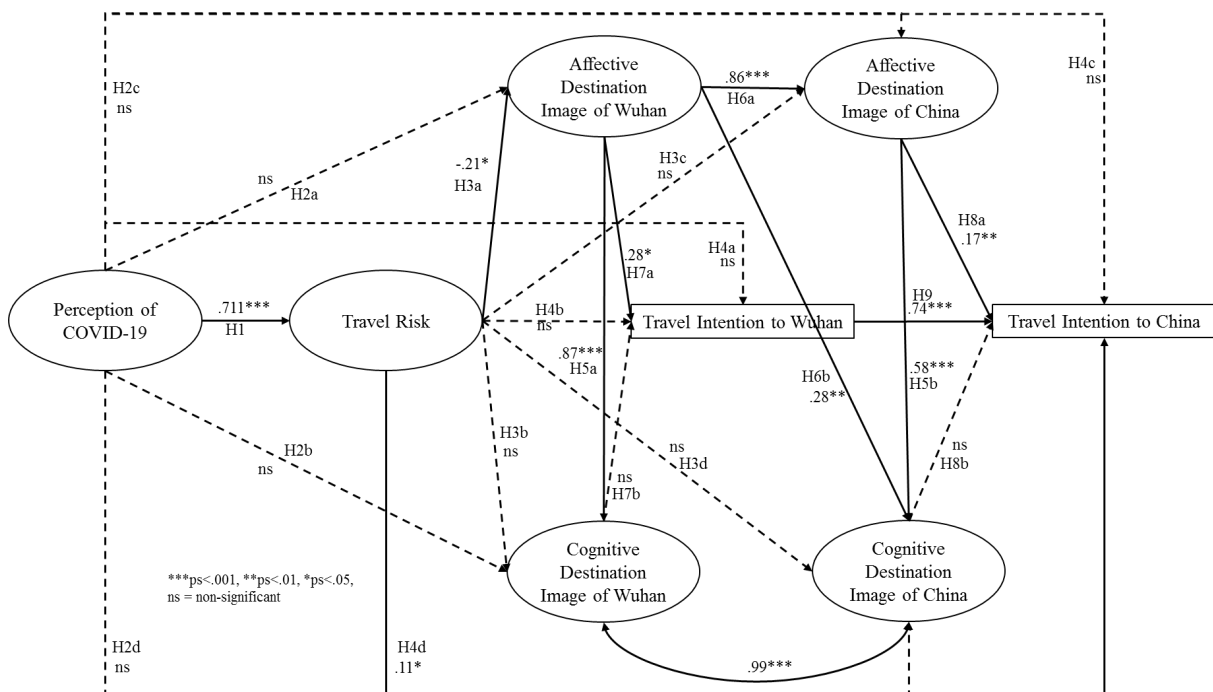 H2c
ns
Affective
Destination
Image of Wuhan
.86***
H6a
Affective
Destination
Image of China
H4c
ns
ns
H2a
-.21*
H3a
H3c
ns
H4a
ns
.28*
H7a
H8a
.17**
Perception of
COVID-19
.711***
H1
Travel Risk
H4b
ns
Travel Intention to Wuhan
H9
.74***
Travel Intention to China
.87***
H5a
H6b
.28**
.58***
H5b
H2b
ns
H3b
ns
ns
H3d
ns
H7b
ns
H8b
Cognitive
Destination
Image of Wuhan
Cognitive
Destination
Image of China
***ps<.001, **ps<.01, *ps<.05,
ns = non-significant
H2d
ns
H4d
.11*
.99***